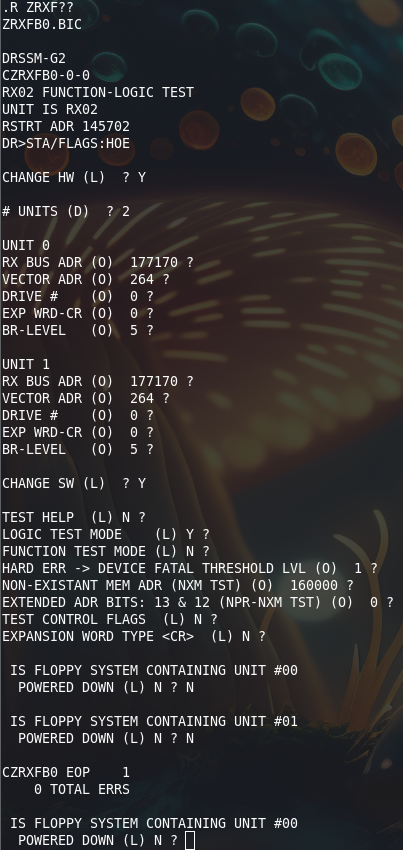 .R ZRXF??
ZRXFB0.BIC
DRSSM-G2
CZRXFB0-0-0
RX02 FUNCTION-LOGIC TEST
UNIT IS RX02
RSTRT ADR 145702
DR>STA/FLAGS:HOE
CHANGE HW (L)  ? Y
# UNITS (D)  ? 2
UNIT 0
RX BUS ADR (O)  177170 ?
VECTOR ADR (O)  264 ?
DRIVE #    (O)  0 ?
EXP WRD-CR (O)  0 ?
BR-LEVEL   (O)  5 ?
UNIT 1
RX BUS ADR (O)  177170 ?
VECTOR ADR (O)  264 ?
DRIVE #    (O)  0 ?
EXP WRD-CR (O)  0 ?
BR-LEVEL   (O)  5 ?
CHANGE SW (L)  ? Y
TEST HELP  (L) N ?
LOGIC TEST MODE    (L) Y ?
FUNCTION TEST MODE (L) N ?
HARD ERR -> DEVICE FATAL THRESHOLD LVL (O)  1 ?
NON-EXISTANT MEM ADR (NXM TST) (O)  160000 ?
EXTENDED ADR BITS: 13 & 12 (NPR-NXM TST) (O)  0 ?
TEST CONTROL FLAGS  (L) N ?
EXPANSION WORD TYPE <CR>  (L) N ?
IS FLOPPY SYSTEM CONTAINING UNIT #00
POWERED DOWN (L) N ? N
IS FLOPPY SYSTEM CONTAINING UNIT #01
POWERED DOWN (L) N ? N
CZRXFB0 EOP    1
0 TOTAL ERRS
IS FLOPPY SYSTEM CONTAINING UNIT #00
POWERED DOWN (L) N ?